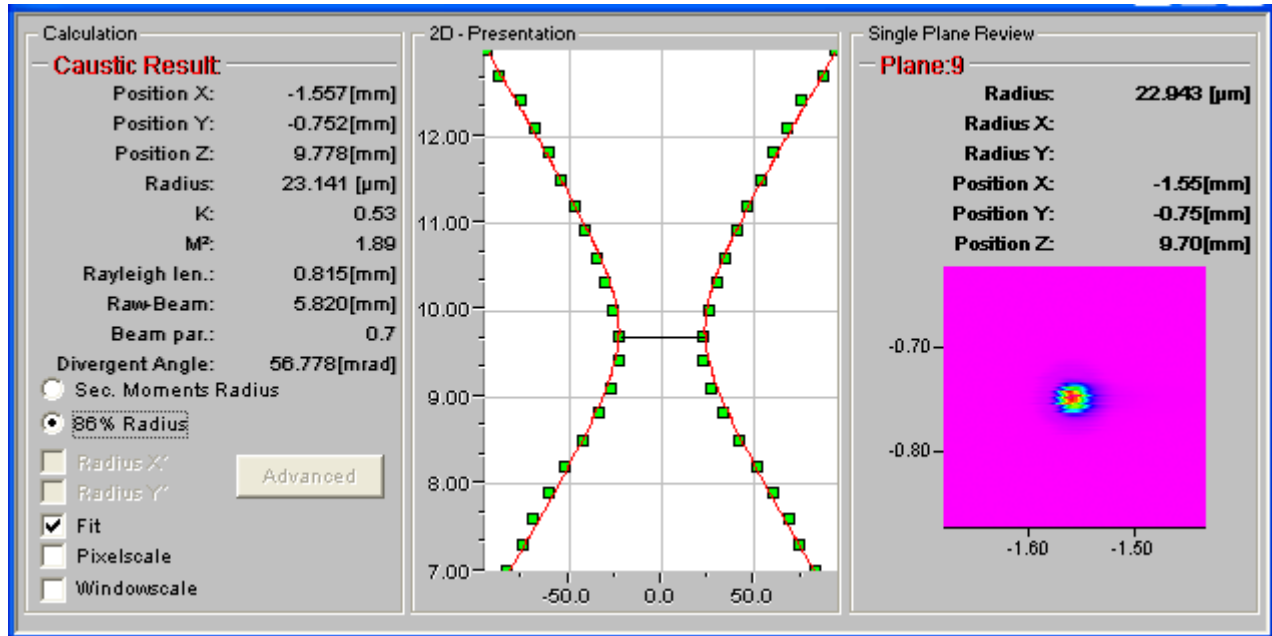 Calculation
Caustic Result:
Position X: -1.557[mm]
Position Y: -0.752[mm]
Position Z: 9.778[mm]
Radius: 23.141 [µm]
K: 0.53
M²: 1.89
Rayleigh len.: 0.815[mm]
Raw-Beam: 5.820[mm]
Beam par.: 0.7
Divergent Angle: 56.778[mrad]
Sec. Moments Radius
86% Radius
Radius X'
Radius Y'
Advanced
Fit
Pixelscale
Windowscale
2D - Presentation
12.00
11.00
10.00
9.00
8.00
7.00
-50.0 0.0 50.0
Single Plane Review
Plane:9
Radius: 22.943 [µm]
Radius X:
Radius Y:
Position X: -1.55[mm]
Position Y: -0.75[mm]
Position Z: 9.70[mm]
-0.70
-0.80
-1.60 -1.50